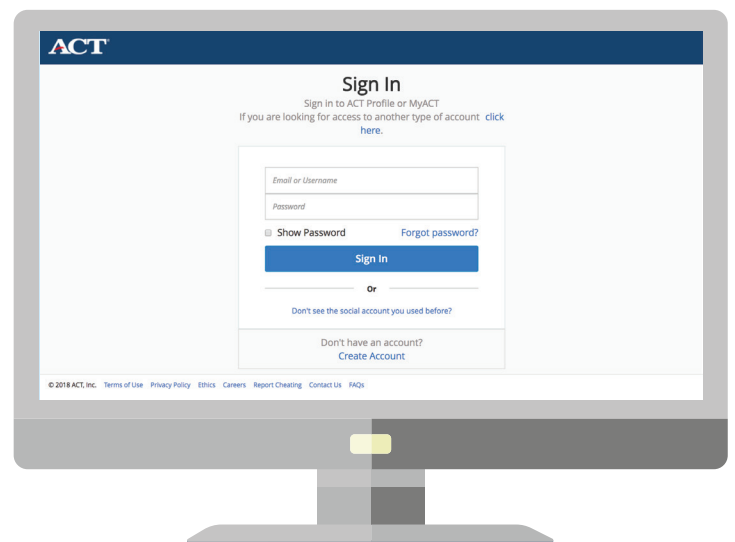 ACT
Sign In
Sign in to ACT Profile or MyACT
If you are looking for access to another type of account click
here.
Email or Username
Password
Show Password Forgot password?
Sign In
Or
Don't see the social account you used before?
Don't have an account?
Create Account
© 2018 ACT, Inc. Terms of Use Privacy Policy Ethics Careers Report Cheating Contact Us FAQs